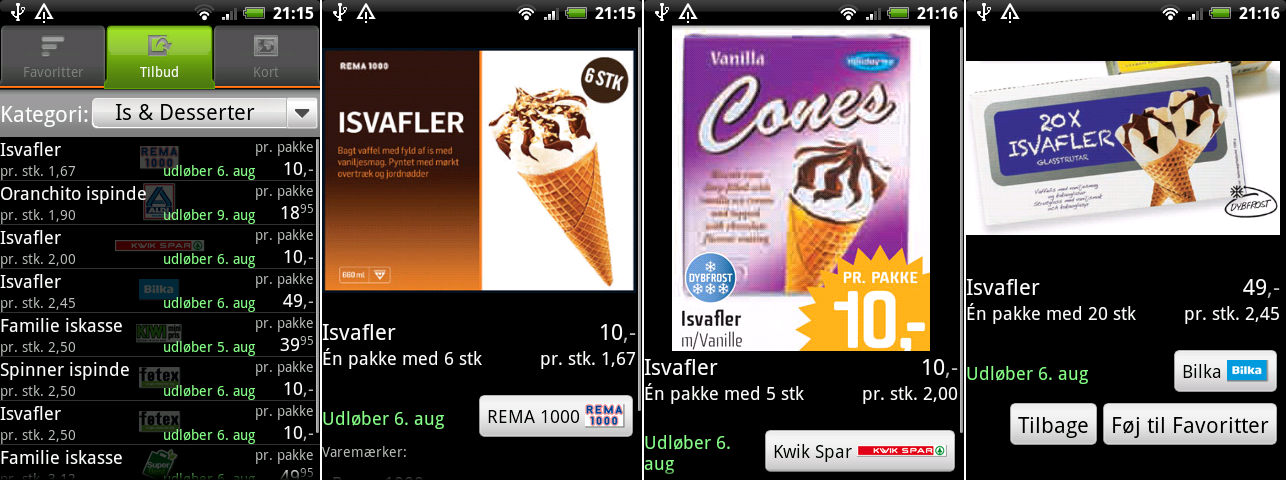 21:15
Favoritter
Tilbud
Kort
Kategori: Is & Desserter
Isvafler pr. pakke
REMA 1000
pr. stk. 1,67 udløber 6. aug 10,-
Oranchito ispinde pr. pakke
ALDI
pr. stk. 1,90 udløber 9. aug 18 95
Isvafler pr. pakke
KWIK SPAR
pr. stk. 2,00 udløber 6. aug 10,-
Isvafler pr. pakke
Bilka
pr. stk. 2,45 udløber 6. aug 49,-
Familie iskasse pr. pakke
KIWI
pr. stk. 2,50 udløber 5. aug 39 95
Spinner ispinde pr. pakke
føtex
pr. stk. 2,50 udløber 6. aug 10,-
Isvafler pr. pakke
føtex
pr. stk. 2,50 udløber 6. aug 10,-
Familie iskasse pr. pakke
Super
pr. stk. 3,12 udløber 6. aug 49 95
21:15
REMA 1000
6 STK
ISVAFLER
Bagt vaffel med fyld af is med
vaniljesmag. Pyntet med mørkt
overtræk og jordnødder
660 ml
Isvafler 10,-
Én pakke med 6 stk pr. stk. 1,67
Udløber 6. aug
REMA 1000 REMA 1000
Varemærker:
21:16
Vanilla
Cones
DYBFROST
PR. PAKKE
10,-
Isvafler
m/Vanille
Isvafler 10,-
Én pakke med 5 stk pr. stk. 2,00
Udløber 6.
aug
Kwik Spar KWIK SPAR
21:16
20X
ISVAFLER
GLASSTRUTAR
DYBFROST
Isvafler 49,-
Én pakke med 20 stk pr. stk. 2,45
Udløber 6. aug
Bilka Bilka
Tilbage
Føj til Favoritter